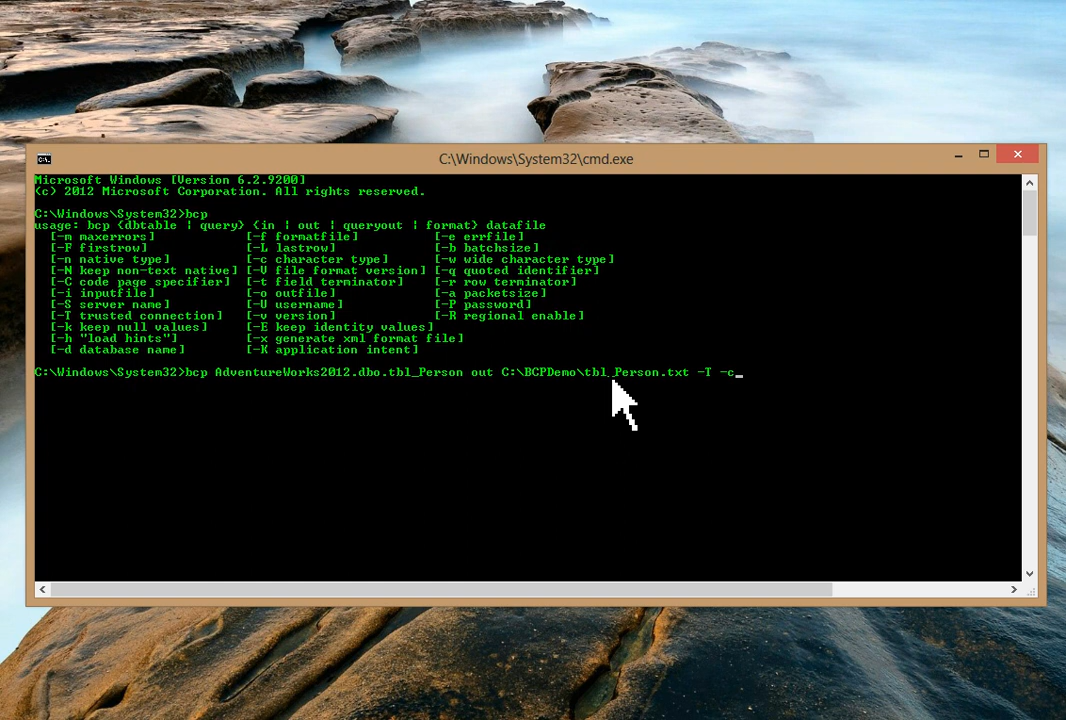 C:\Windows\System32\cmd.exe
Microsoft Windows [Version 6.2.9200]
(c) 2012 Microsoft Corporation. All rights reserved.
C:\Windows\System32>bcp
usage: bcp {dbtable | query} {in | out | queryout | format} datafile
[-m maxerrors] [-f formatfile] [-e errfile]
[-F firstrow] [-L lastrow] [-b batchsize]
[-n native type] [-c character type] [-w wide character type]
[-N keep non-text native] [-V file format version] [-q quoted identifier]
[-C code page specifier] [-t field terminator] [-r row terminator]
[-i inputfile] [-o outfile] [-a packetsize]
[-S server name] [-U username] [-P password]
[-T trusted connection] [-v version] [-R regional enable]
[-k keep null values] [-E keep identity values]
[-h "load hints"] [-x generate xml format file]
[-d database name] [-K application intent]
C:\Windows\System32>bcp AdventureWorks2012.dbo.tbl_Person out C:\BCPDemo\tbl_Person.txt -T -c_